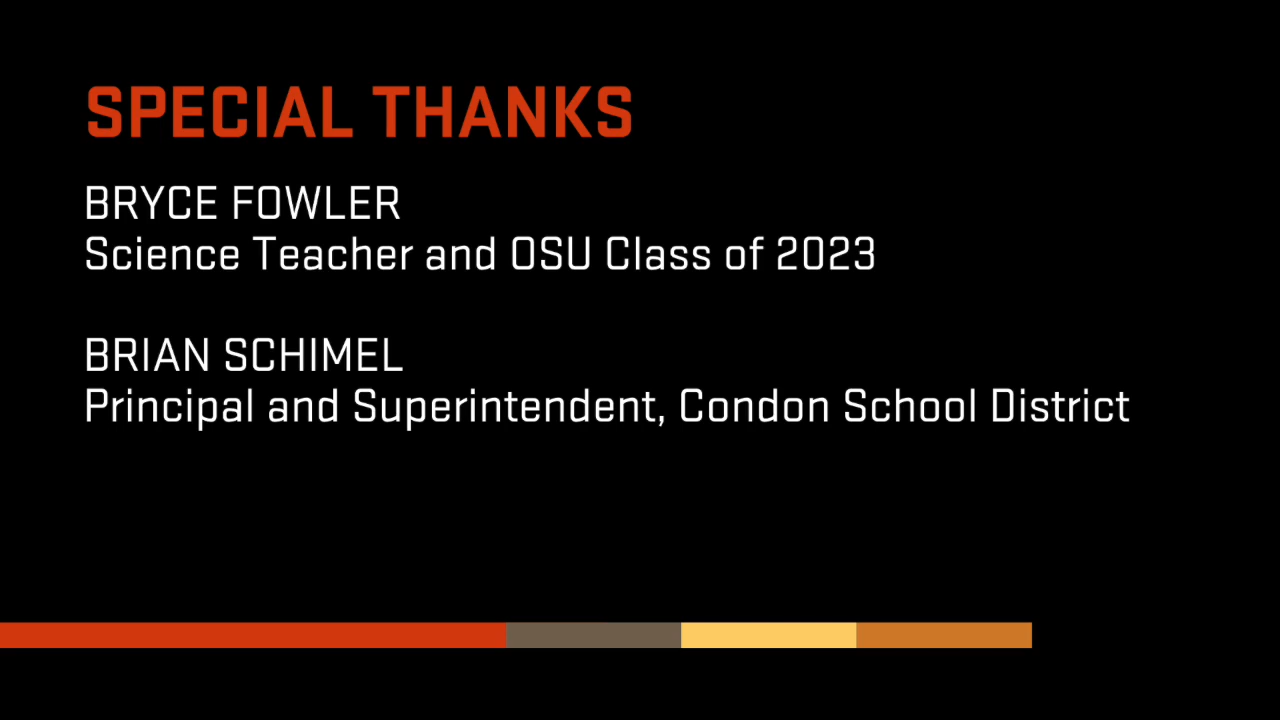 SPECIAL THANKS
BRYCE FOWLER
Science Teacher and OSU Class of 2023
BRIAN SCHIMEL
Principal and Superintendent, Condon School District